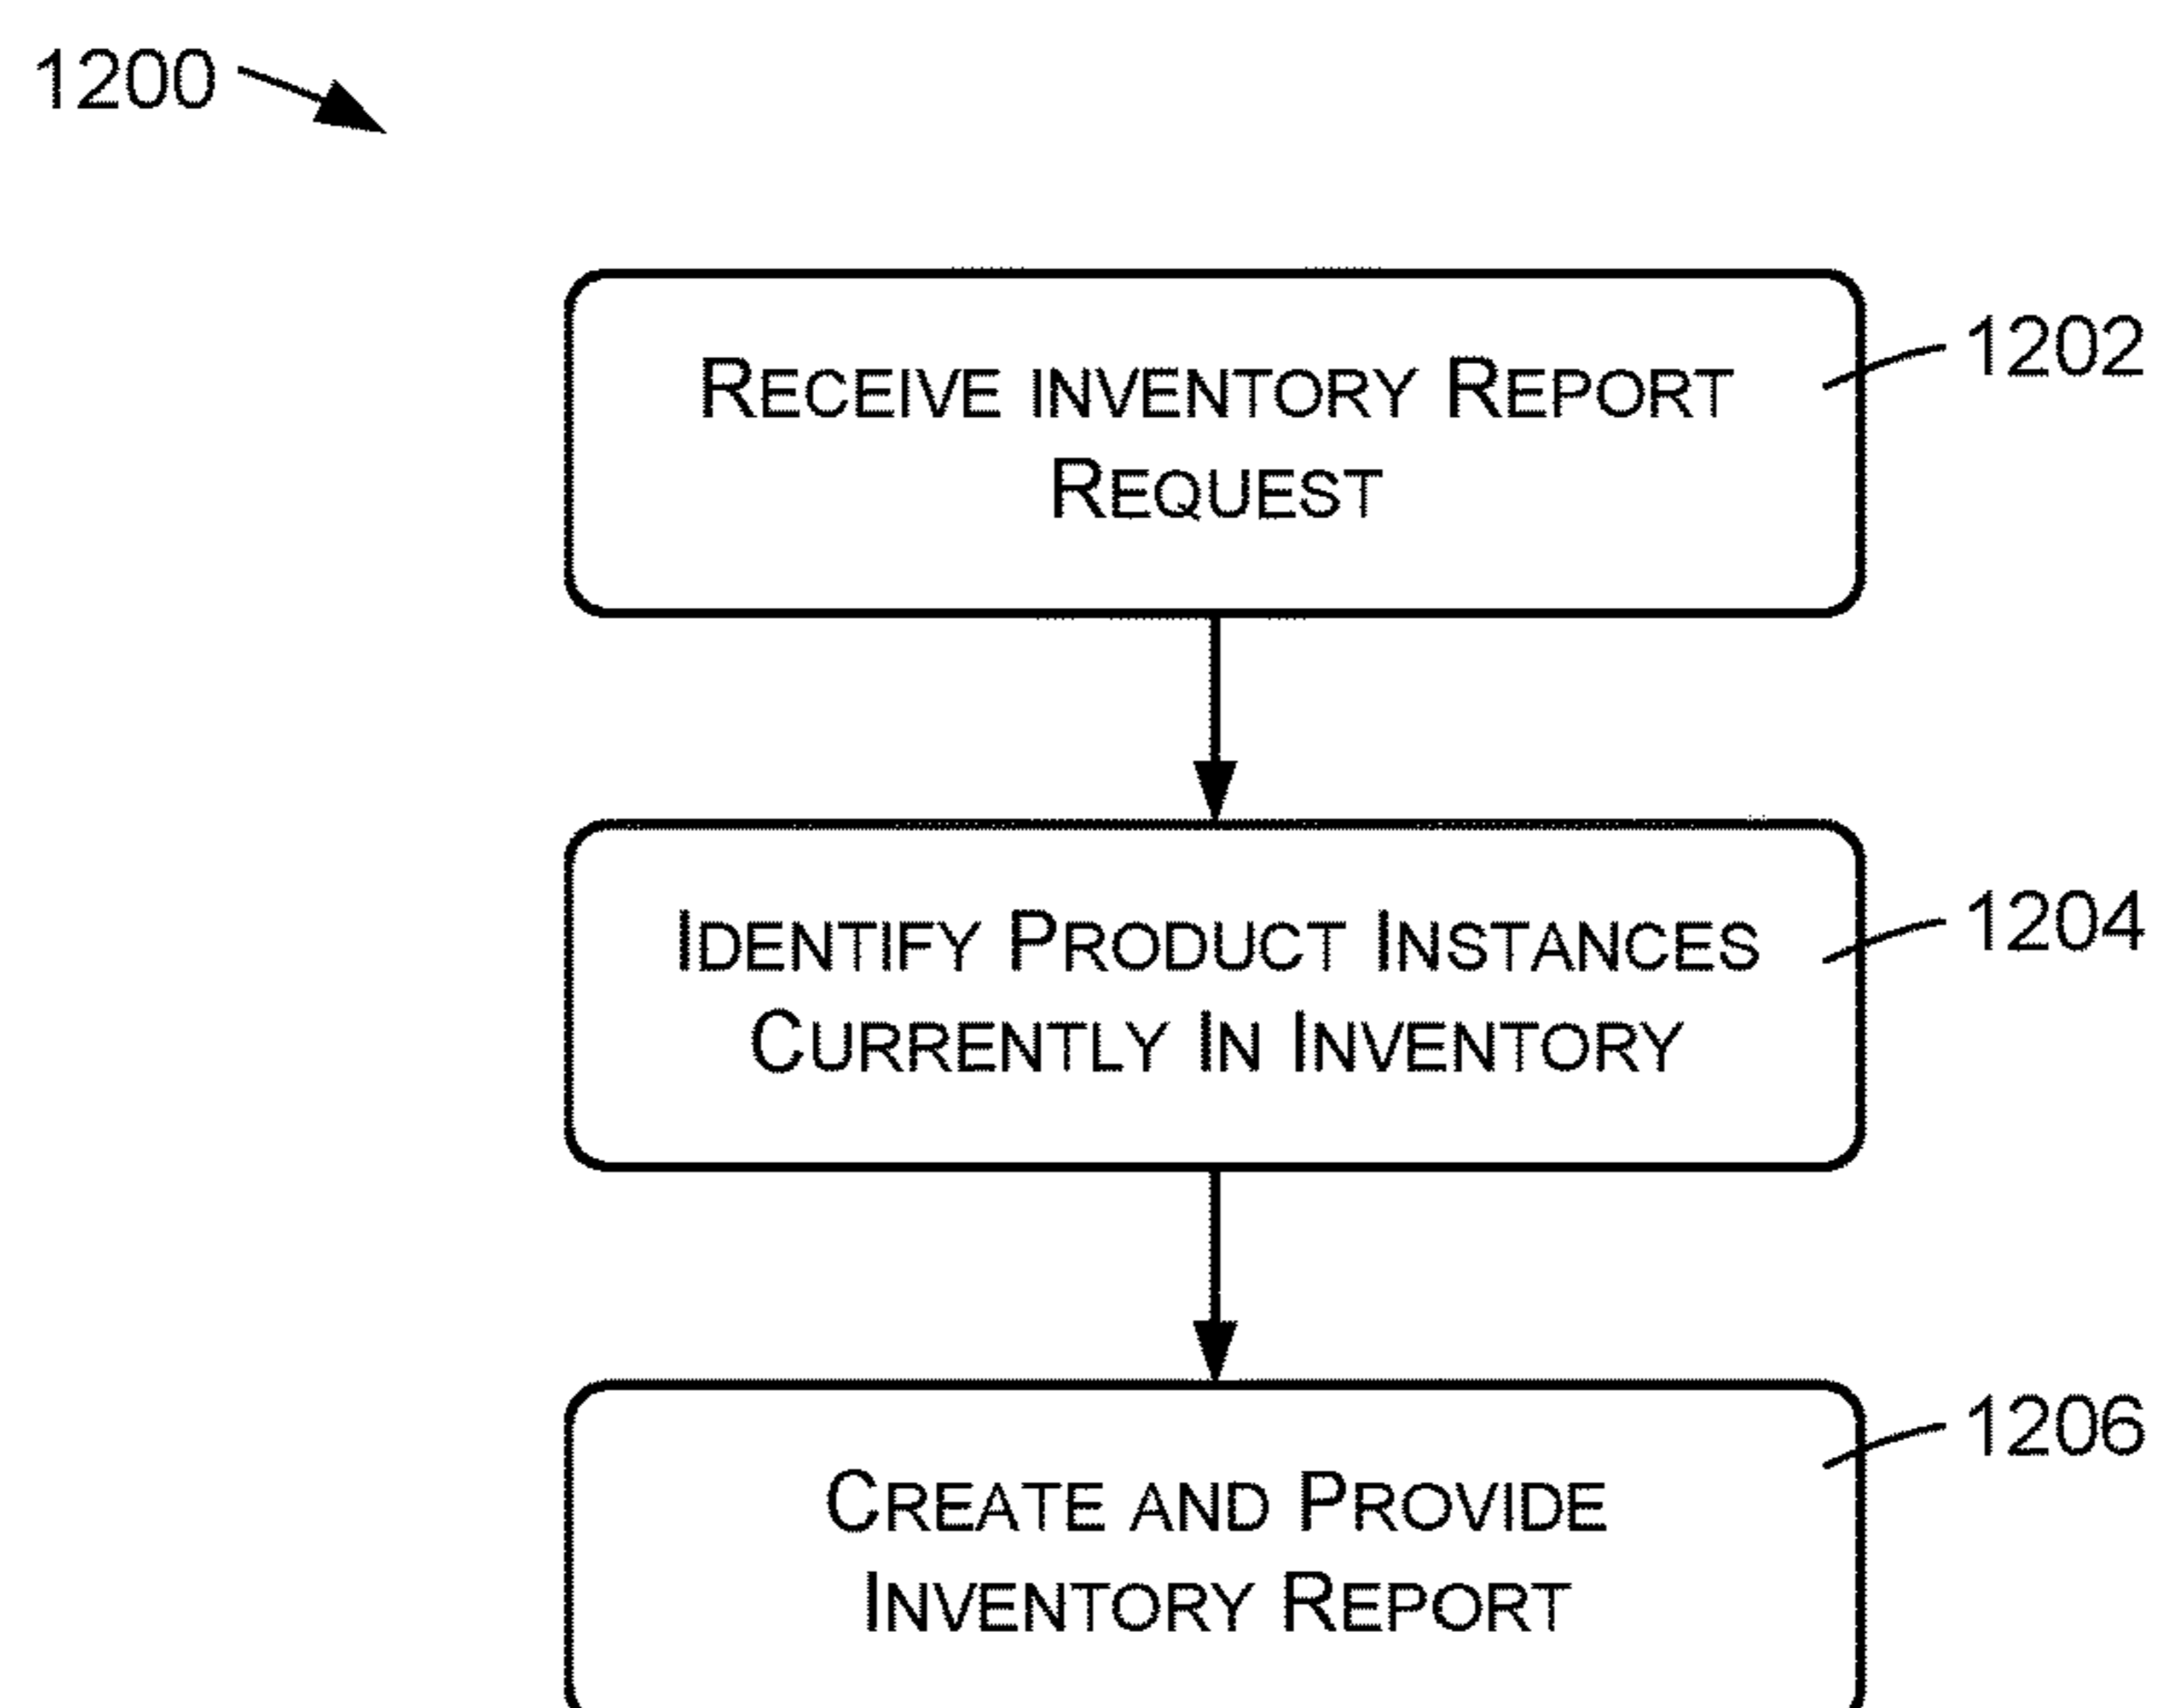 1200
RECEIVE INVENTORY REPORT
REQUEST
1202
IDENTIFY PRODUCT INSTANCES
CURRENTLY IN INVENTORY
1204
CREATE AND PROVIDE
INVENTORY REPORT
1206